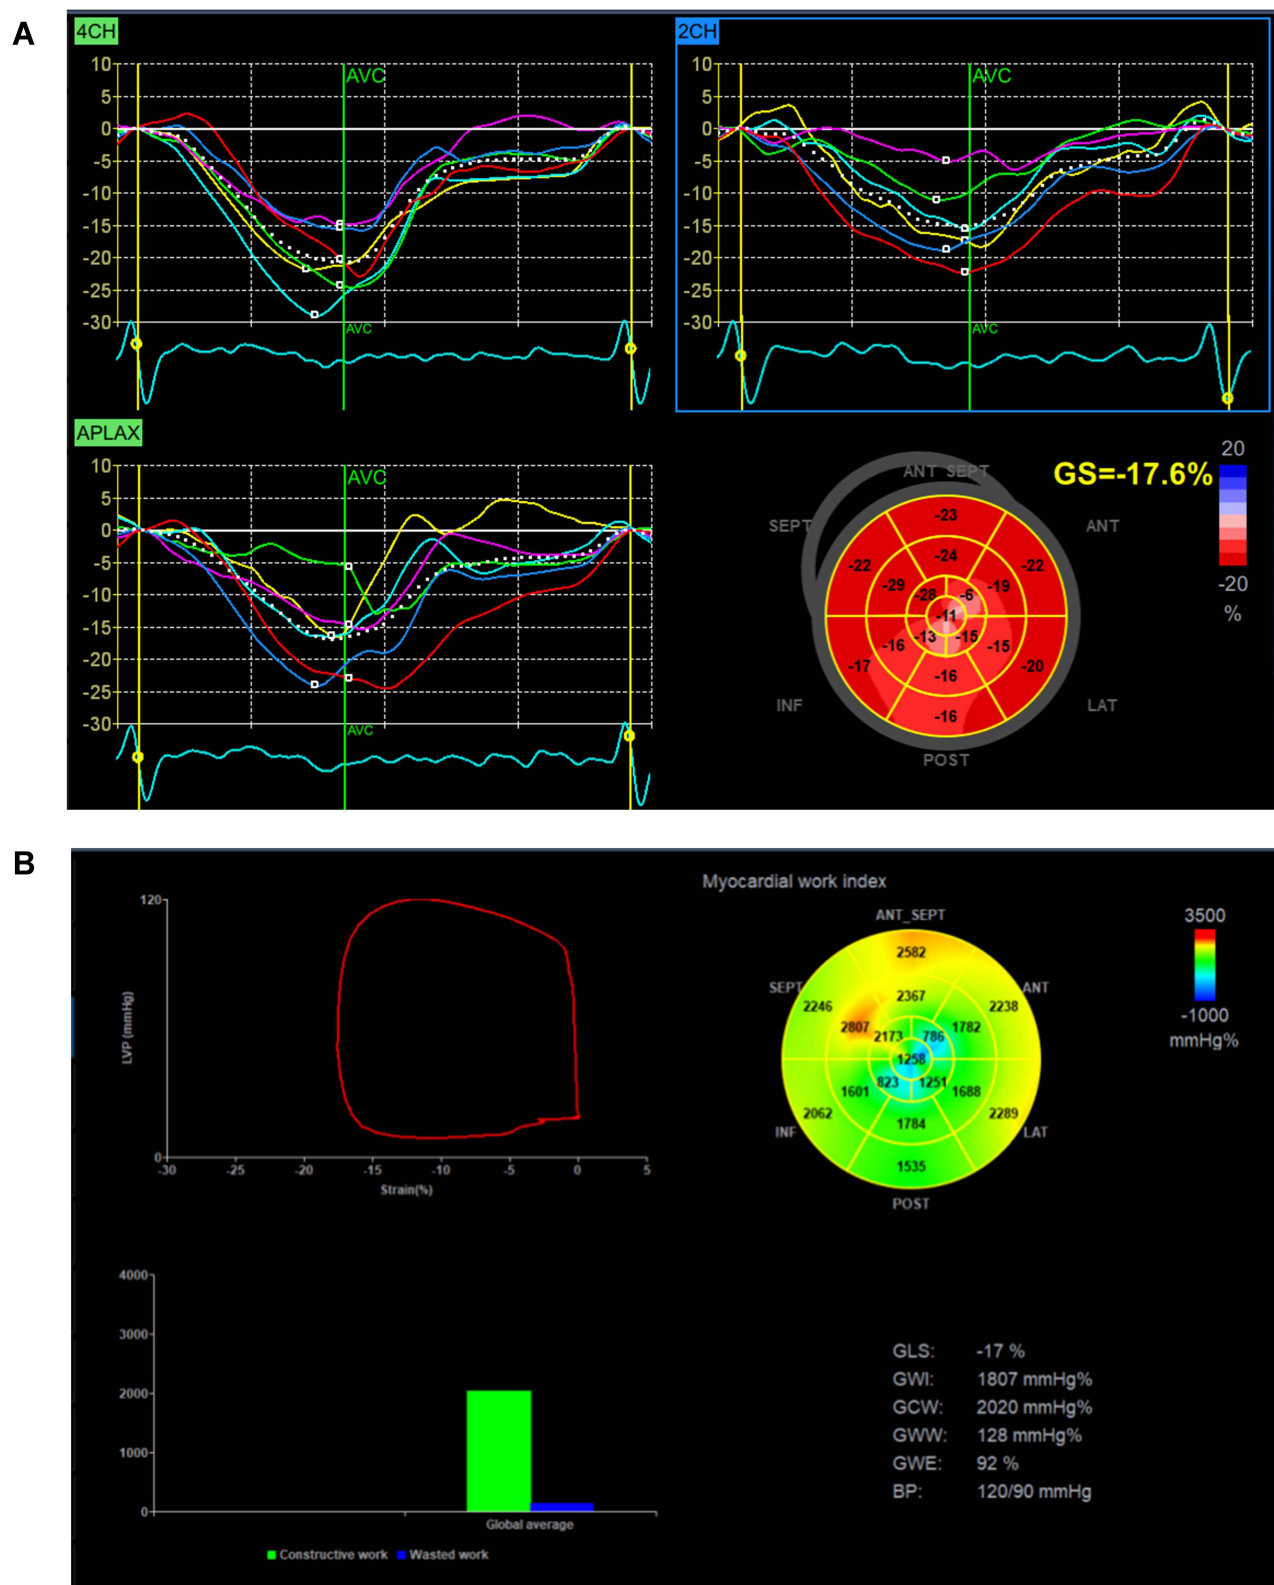 A
4CH
10
5
0
-5
-10
-15
-20
-25
-30
AVC
AVC
2CH
10
5
0
-5
-10
-15
-20
-25
-30
AVC
AVC
APLAX
10
5
0
-5
-10
-15
-20
-25
-30
AVC
AVC
GS=-17.6%
20
-20
%
ANT_SEPT
SEPT
ANT
INF
LAT
POST
-23
-22
-24
-22
-29
-28
-6
-19
-11
-16
-13
-15
-15
-17
-20
-16
-16
B
120
0
LVP (mmHg)
-30
-25
-20
-15
-10
-5
0
5
Strain(%)
Myocardial work index
ANT_SEPT
SEPT
ANT
INF
LAT
POST
2582
2246
2367
2238
2807
2173
786
1782
1258
1601
823
1251
1688
2062
1784
2289
1535
3500
-1000
mmHg%
4000
3000
2000
1000
0
Global average
Constructive work
Wasted work
GLS: -17 %
GWI: 1807 mmHg%
GCW: 2020 mmHg%
GWW: 128 mmHg%
GWE: 92 %
BP: 120/90 mmHg